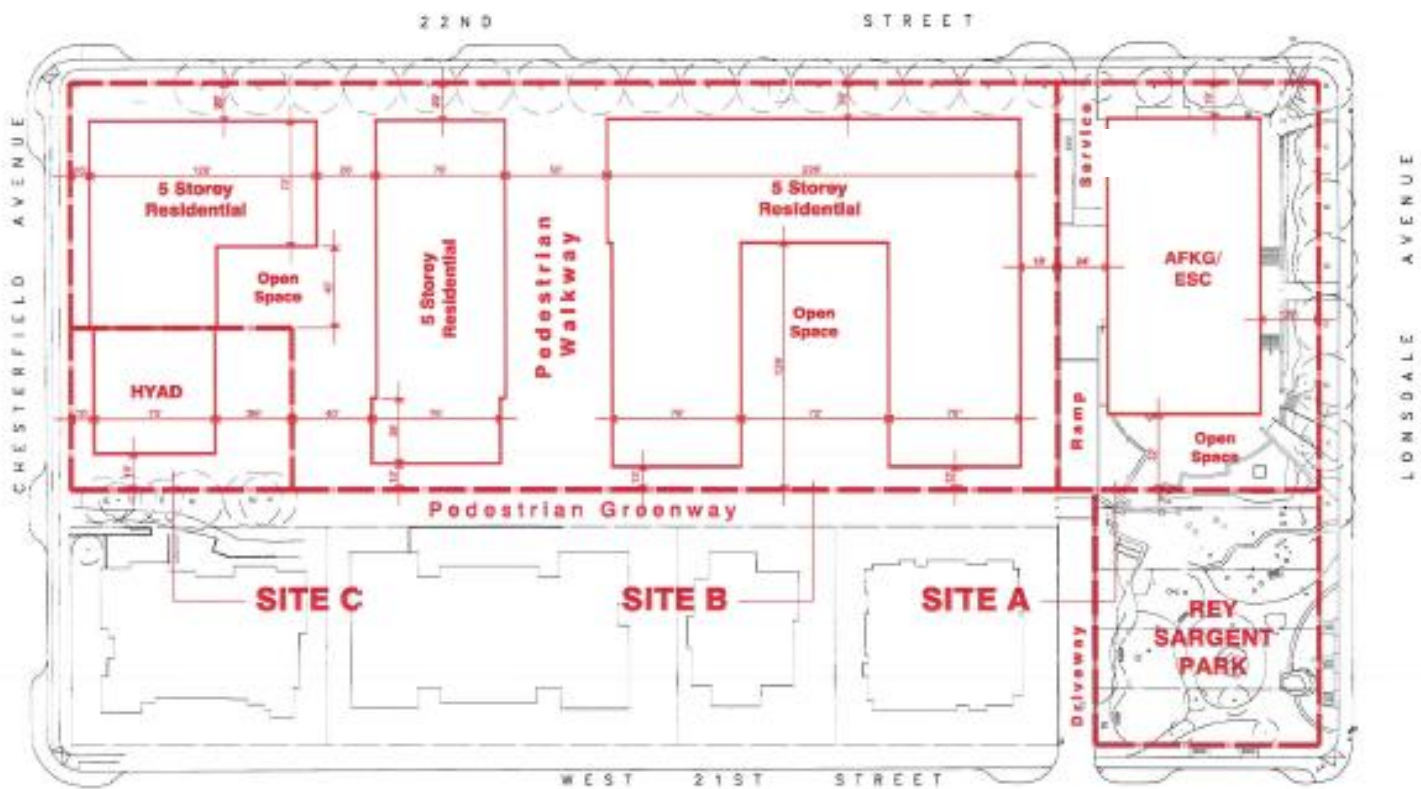 22ND STREET
CHESTERFIELD AVENUE
LONSDALE AVENUE
5 Storey
Residential
Open
Space
HYAD
5 Storey
Residential
Pedestrian
Walkway
5 Storey
Residential
Open
Space
Service
Ramp
AFKG/
ESC
Open
Space
Pedestrian Greenway
SITE C
SITE B
SITE A
Driveway
REY
SARGENT
PARK
WEST 21ST STREET